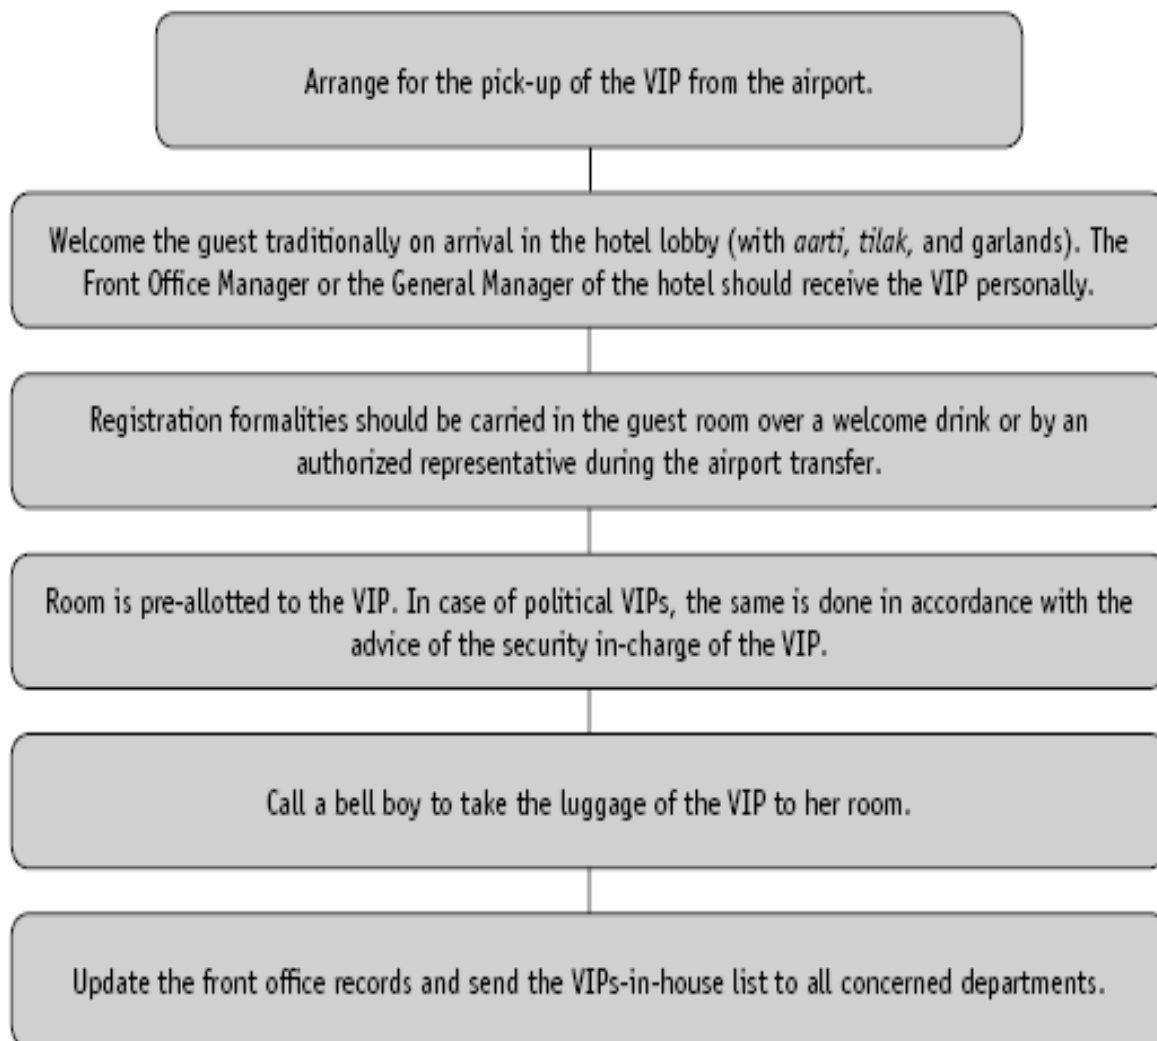 Arrange for the pick-up of the VIP from the airport.
Welcome the guest traditionally on arrival in the hotel lobby (with aarti, tilak, and garlands). The
Front Office Manager or the General Manager of the hotel should receive the VIP personally.
Registration formalities should be carried in the guest room over a welcome drink or by an
authorized representative during the airport transfer.
Room is pre-allotted to the VIP. In case of political VIPs, the same is done in accordance with the
advice of the security in-charge of the VIP.
Call a bell boy to take the luggage of the VIP to her room.
Update the front office records and send the VIPs-in-house list to all concerned departments.